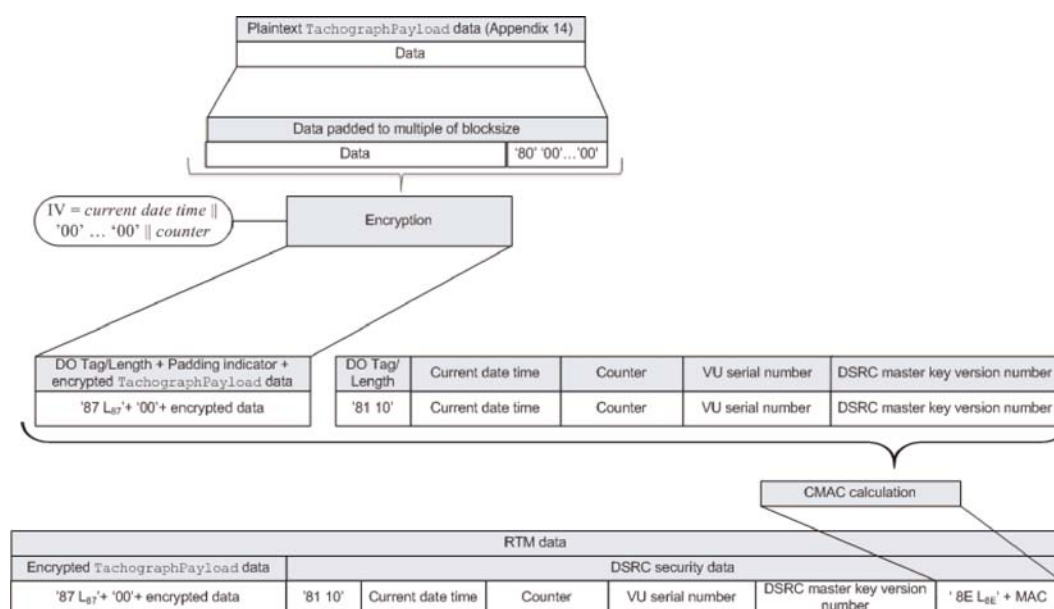 Plaintext TachographPayload data (Appendix 14)
Data
Data padded to multiple of blocksize
Data '80' '00'...'00'
IV = current date time ||
'00' … '00' || counter
Encryption
DO Tag/Length + Padding indicator +
encrypted TachographPayload data
DO Tag/
Length
Current date time Counter VU serial number DSRC master key version number
'87 L87'+ '00'+ encrypted data '81 10' Current date time Counter VU serial number DSRC master key version number
CMAC calculation
RTM data
Encrypted TachographPayload data DSRC security data
'87 L87'+ '00'+ encrypted data '81 10' Current date time Counter VU serial number DSRC master key version
number
' 8E L8E' + MAC